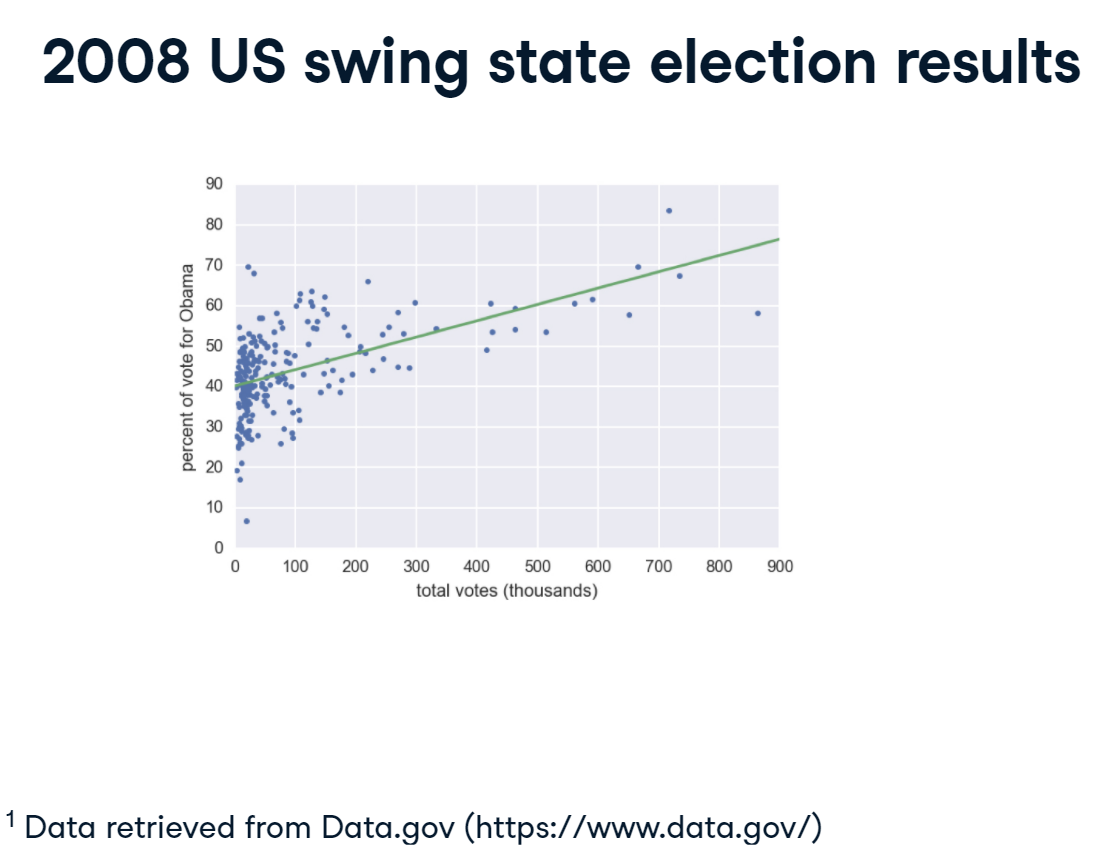 2008 US swing state election results
90
80
70
60
50
40
30
20
10
0
percent of vote for Obama
0 100 200 300 400 500 600 700 800 900
total votes (thousands)
1 Data retrieved from Data.gov (https://www.data.gov/)